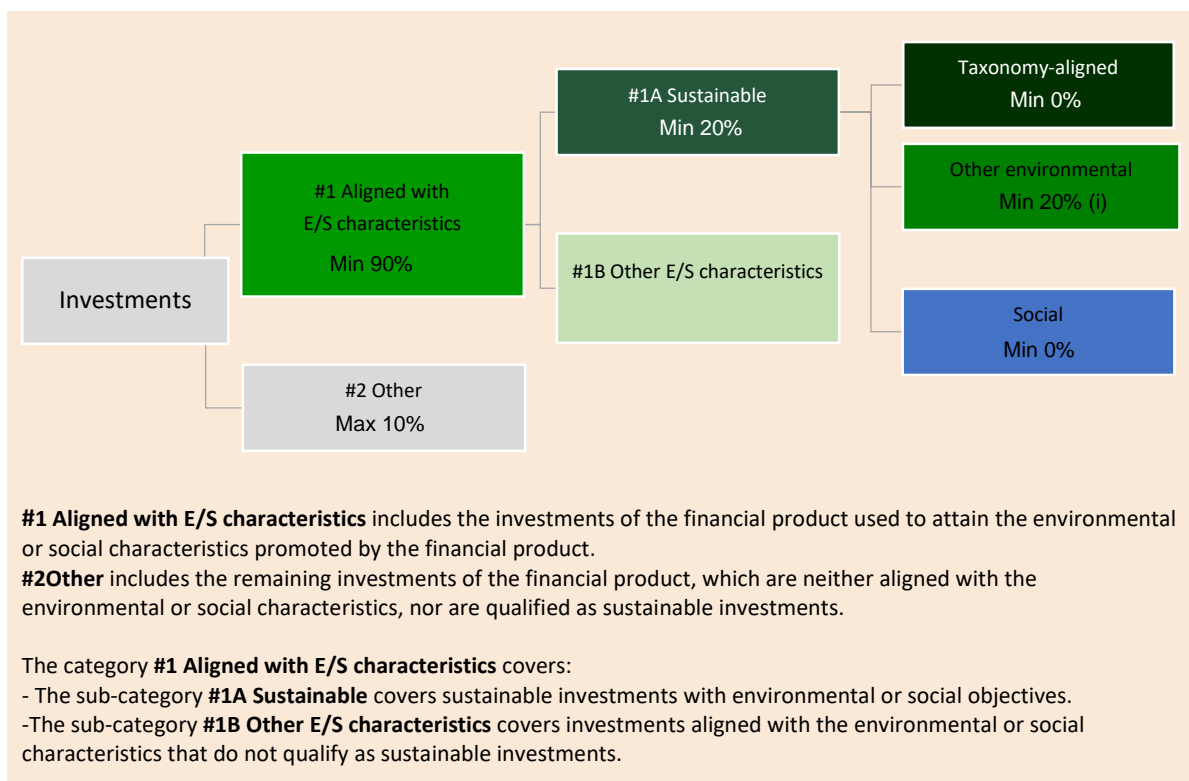 Investments
#1 Aligned with
E/S characteristics
Min 90%
#2 Other
Max 10%
#1A Sustainable
Min 20%
#1B Other E/S characteristics
Taxonomy-aligned
Min 0%
Other environmental
Min 20% (i)
Social
Min 0%
#1 Aligned with E/S characteristics includes the investments of the financial product used to attain the environmental
or social characteristics promoted by the financial product.
#2Other includes the remaining investments of the financial product, which are neither aligned with the
environmental or social characteristics, nor are qualified as sustainable investments.
The category #1 Aligned with E/S characteristics covers:
- The sub-category #1A Sustainable covers sustainable investments with environmental or social objectives.
-The sub-category #1B Other E/S characteristics covers investments aligned with the environmental or social
characteristics that do not qualify as sustainable investments.